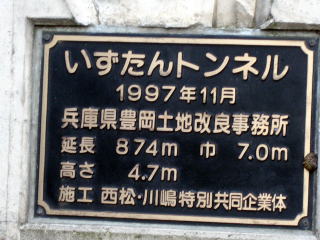 いずたんトンネル
1997年11月
兵庫県豊岡土地改良事務所
延長 874m 巾 7.0m
高さ 4.7m
施工 西松・川嶋特別共同企業体